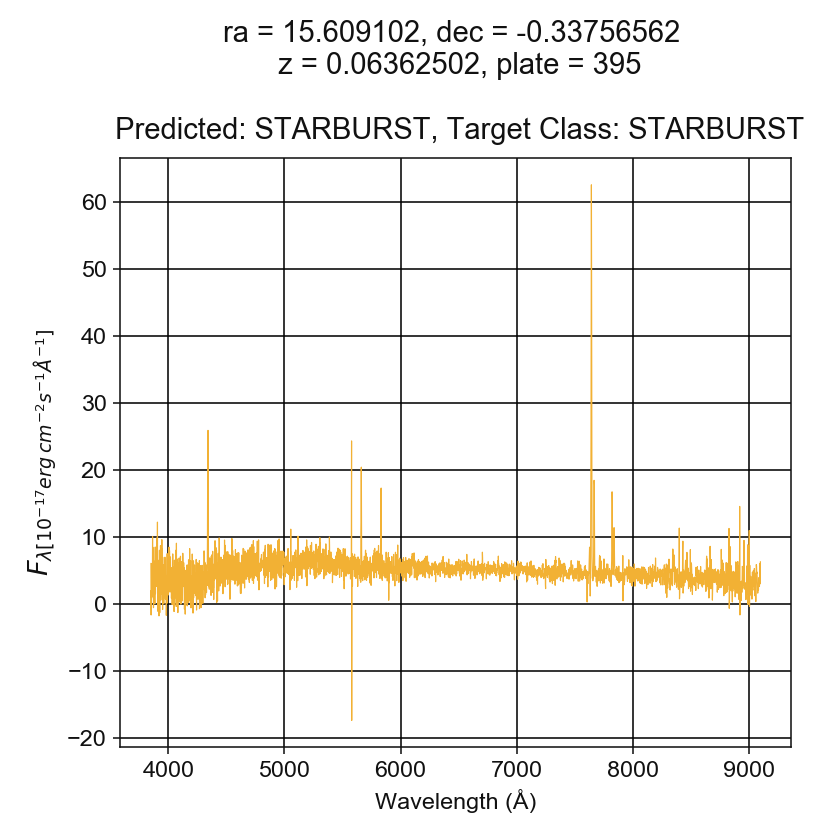 ra = 15.609102, dec = -0.33756562
z = 0.06362502, plate = 395
Predicted: STARBURST, Target Class: STARBURST
60
50
40
30
20
10
0
−10
−20
F_λ[10^{−17} erg cm^{−2} s^{−1} Å^{−1}]
4000 5000 6000 7000 8000 9000
Wavelength (Å)